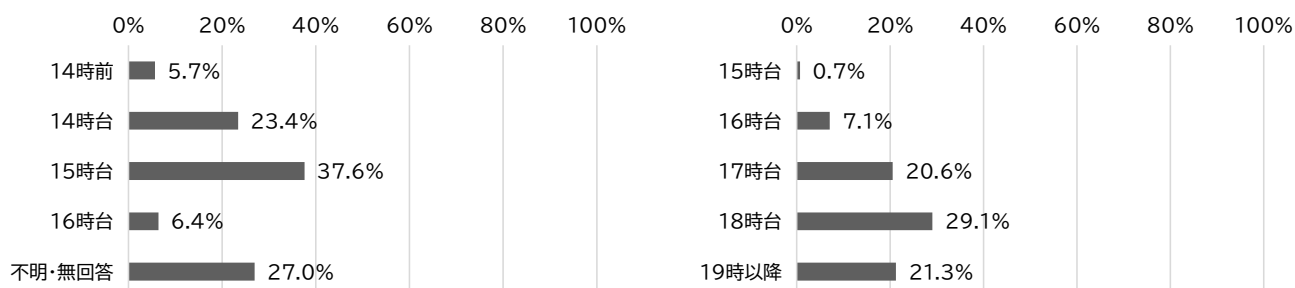 0% 20% 40% 60% 80% 100%
14時前 5.7%
14時台 23.4%
15時台 37.6%
16時台 6.4%
不明・無回答 27.0%
0% 20% 40% 60% 80% 100%
15時台 0.7%
16時台 7.1%
17時台 20.6%
18時台 29.1%
19時以降 21.3%